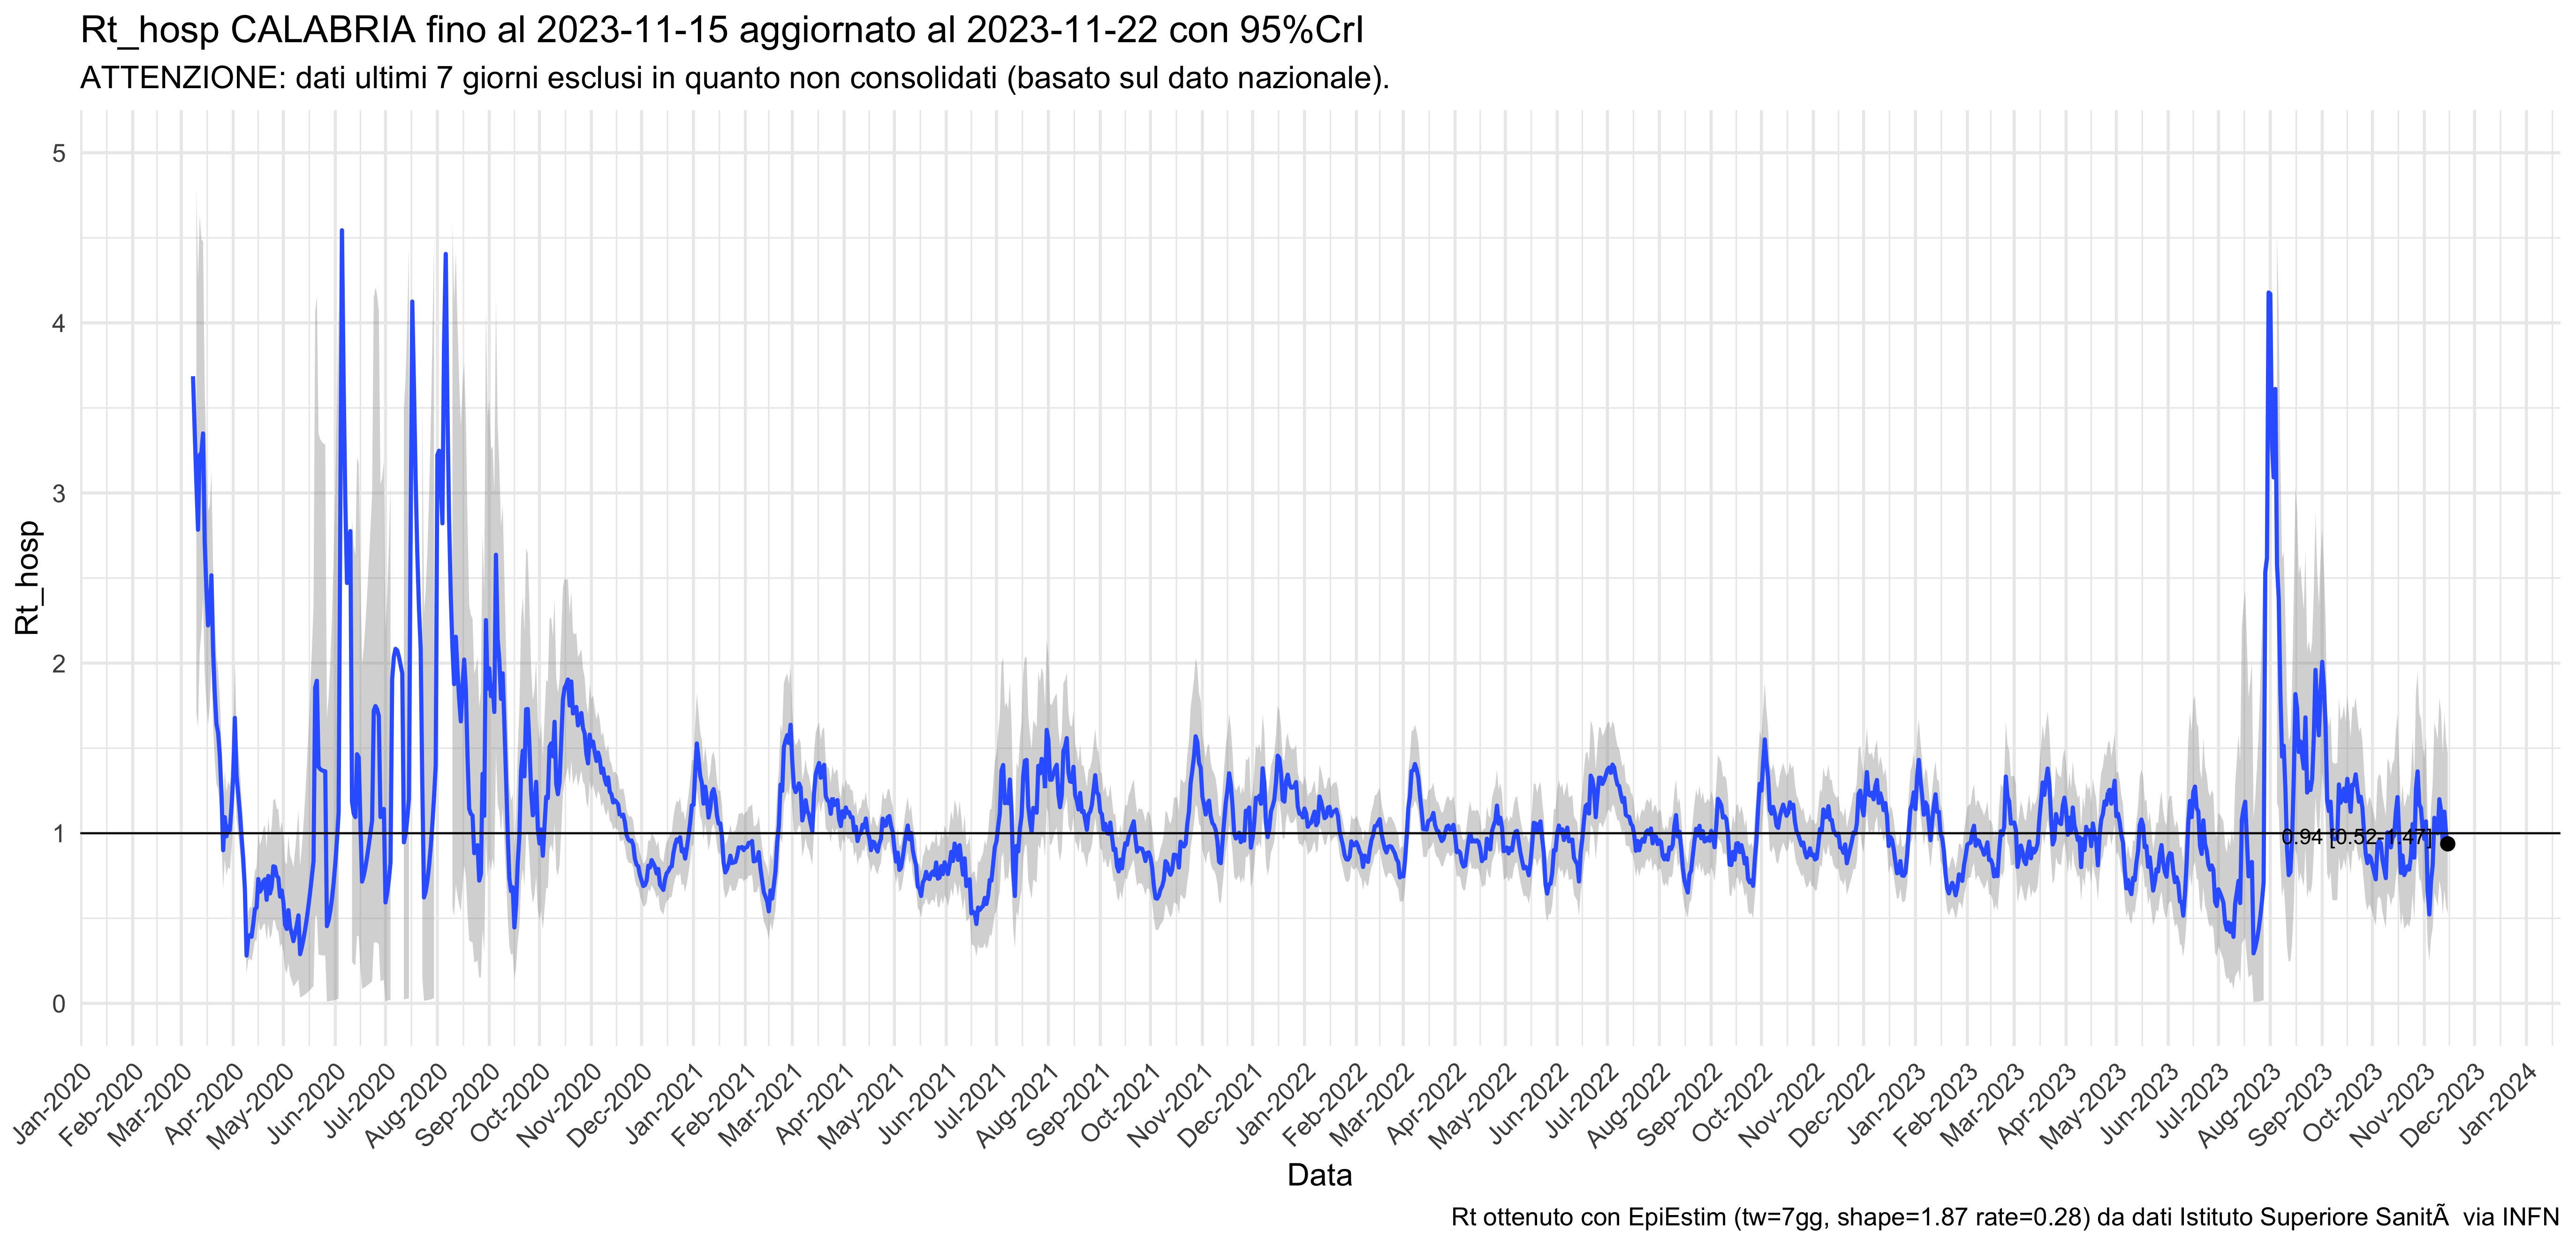 Rt_hosp CALABRIA fino al 2023-11-15 aggiornato al 2023-11-22 con 95%CrI
ATTENZIONE: dati ultimi 7 giorni esclusi in quanto non consolidati (basato sul dato nazionale).
5
4
3
2
1
0
Rt_hosp
0.94 [0.52-1.47]
Jan-2020
Feb-2020
Mar-2020
Apr-2020
May-2020
Jun-2020
Jul-2020
Aug-2020
Sep-2020
Oct-2020
Nov-2020
Dec-2020
Jan-2021
Feb-2021
Mar-2021
Apr-2021
May-2021
Jun-2021
Jul-2021
Aug-2021
Sep-2021
Oct-2021
Nov-2021
Dec-2021
Jan-2022
Feb-2022
Mar-2022
Apr-2022
May-2022
Jun-2022
Jul-2022
Aug-2022
Sep-2022
Oct-2022
Nov-2022
Dec-2022
Jan-2023
Feb-2023
Mar-2023
Apr-2023
May-2023
Jun-2023
Jul-2023
Aug-2023
Sep-2023
Oct-2023
Nov-2023
Dec-2023
Jan-2024
Data
Rt ottenuto con EpiEstim (tw=7gg, shape=1.87 rate=0.28) da dati Istituto Superiore SanitÃ  via INFN